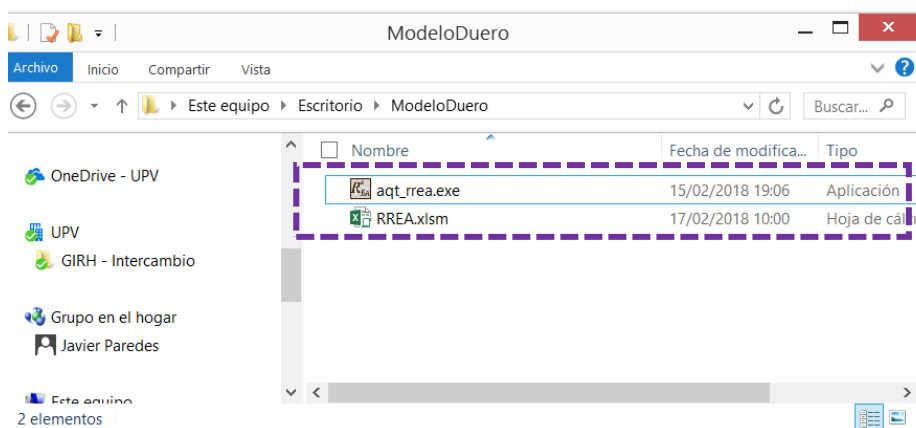 ModeloDuero
Archivo Inicio Compartir Vista
Este equipo Escritorio ModeloDuero Buscar...
Nombre Fecha de modifica... Tipo
OneDrive - UPV
aqt_rrea.exe 15/02/2018 19:06 Aplicación
RREA.xlsm 17/02/2018 10:00 Hoja de cálcu
UPV
GIRH - Intercambio
Grupo en el hogar
Javier Paredes
Este equipo
2 elementos